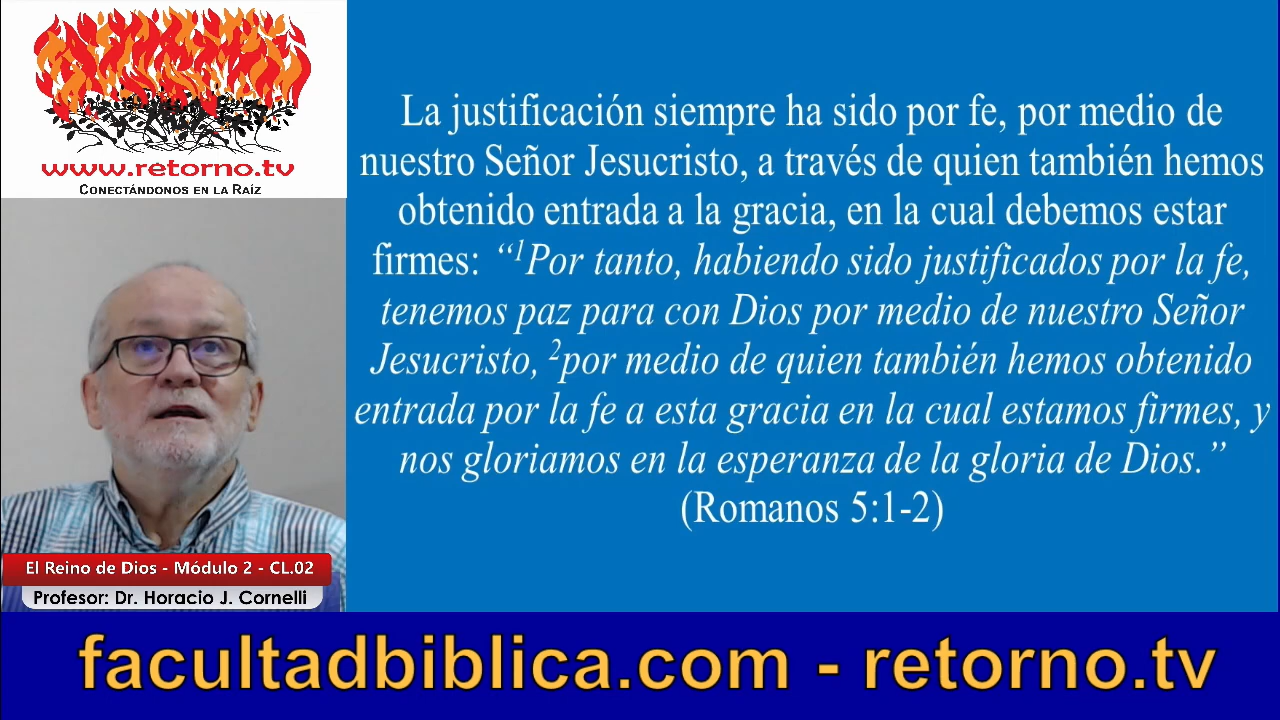 www.retorno.tv
CONECTÁNDONOS EN LA RAÍZ
La justificación siempre ha sido por fe, por medio de
nuestro Señor Jesucristo, a través de quien también hemos
obtenido entrada a la gracia, en la cual debemos estar
firmes: “¹Por tanto, habiendo sido justificados por la fe,
tenemos paz para con Dios por medio de nuestro Señor
Jesucristo, ²por medio de quien también hemos obtenido
entrada por la fe a esta gracia en la cual estamos firmes, y
nos gloriamos en la esperanza de la gloria de Dios.”
(Romanos 5:1-2)
El Reino de Dios - Módulo 2 - CL.02
Profesor: Dr. Horacio J. Cornelli
facultadbiblica.com - retorno.tv